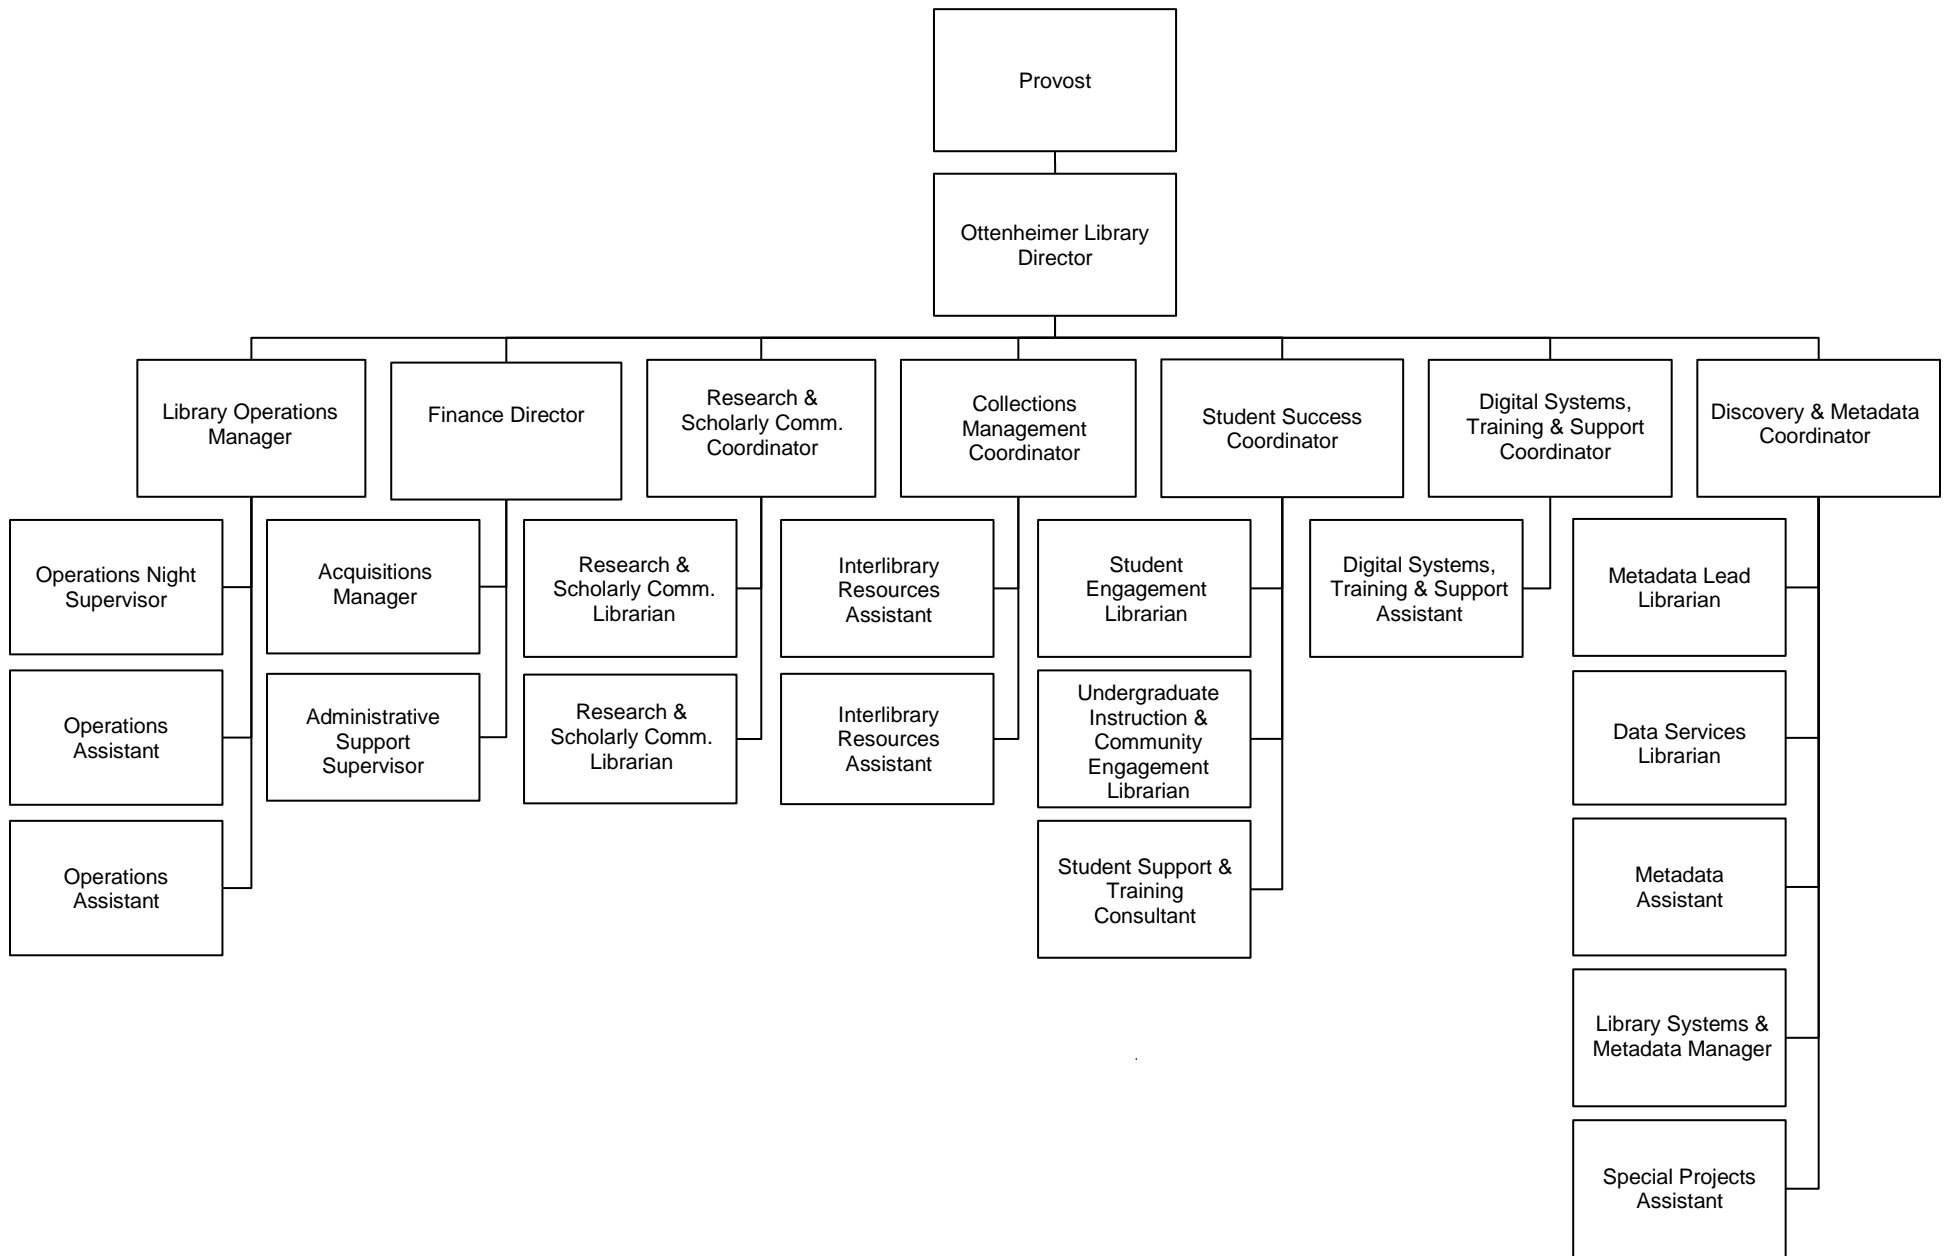 Provost
Ottenheimer Library
Director
Library Operations
Manager
Finance Director
Research &
Scholarly Comm.
Coordinator
Collections
Management
Coordinator
Student Success
Coordinator
Digital Systems,
Training & Support
Coordinator
Discovery & Metadata
Coordinator
Operations Night
Supervisor
Operations
Assistant
Operations
Assistant
Acquisitions
Manager
Administrative
Support
Supervisor
Research &
Scholarly Comm.
Librarian
Research &
Scholarly Comm.
Librarian
Interlibrary
Resources
Assistant
Interlibrary
Resources
Assistant
Student
Engagement
Librarian
Undergraduate
Instruction &
Community
Engagement
Librarian
Student Support &
Training
Consultant
Digital Systems,
Training & Support
Assistant
Metadata Lead
Librarian
Data Services
Librarian
Metadata
Assistant
Library Systems &
Metadata Manager
Special Projects
Assistant